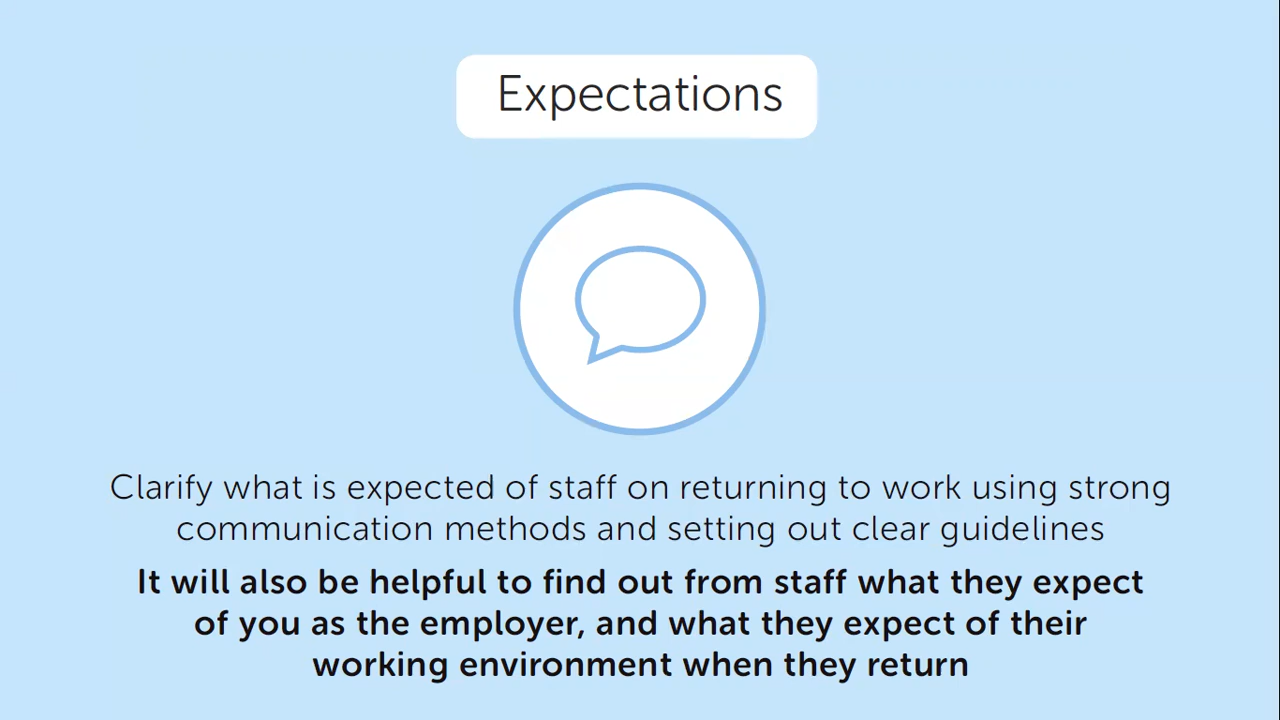 Expectations
Clarify what is expected of staff on returning to work using strong
communication methods and setting out clear guidelines
It will also be helpful to find out from staff what they expect
of you as the employer, and what they expect of their
working environment when they return